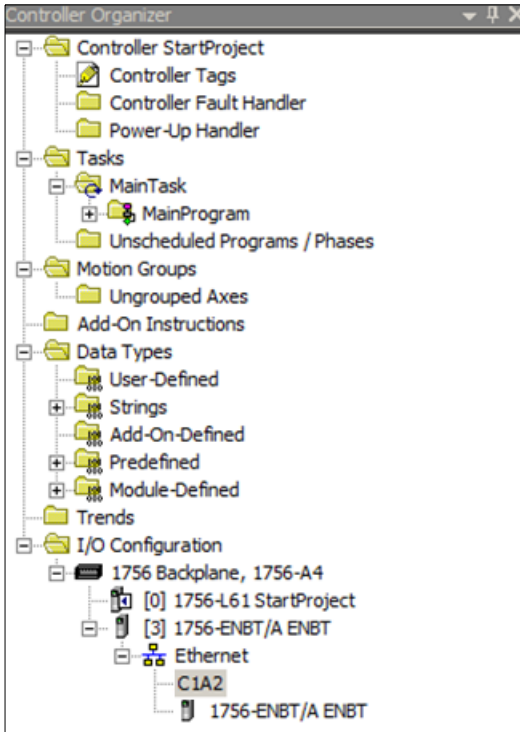 Controller Organizer
Controller StartProject
Controller Tags
Controller Fault Handler
Power-Up Handler
Tasks
MainTask
MainProgram
Unscheduled Programs / Phases
Motion Groups
Ungrouped Axes
Add-On Instructions
Data Types
User-Defined
Strings
Add-On-Defined
Predefined
Module-Defined
Trends
I/O Configuration
1756 Backplane, 1756-A4
[0] 1756-L61 StartProject
[3] 1756-ENBT/A ENBT
Ethernet
C1A2
1756-ENBT/A ENBT